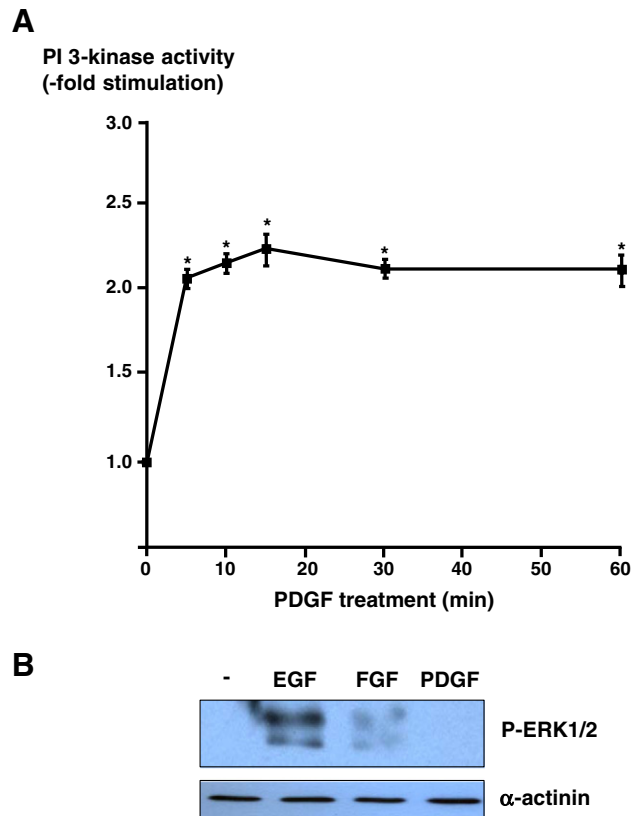 A
PI 3-kinase activity
(-fold stimulation)
3.0
2.5
2.0
1.5
1.0
* * * * *
0 10 20 30 40 50 60
PDGF treatment (min)
B
- EGF FGF PDGF
P-ERK1/2
α-actinin